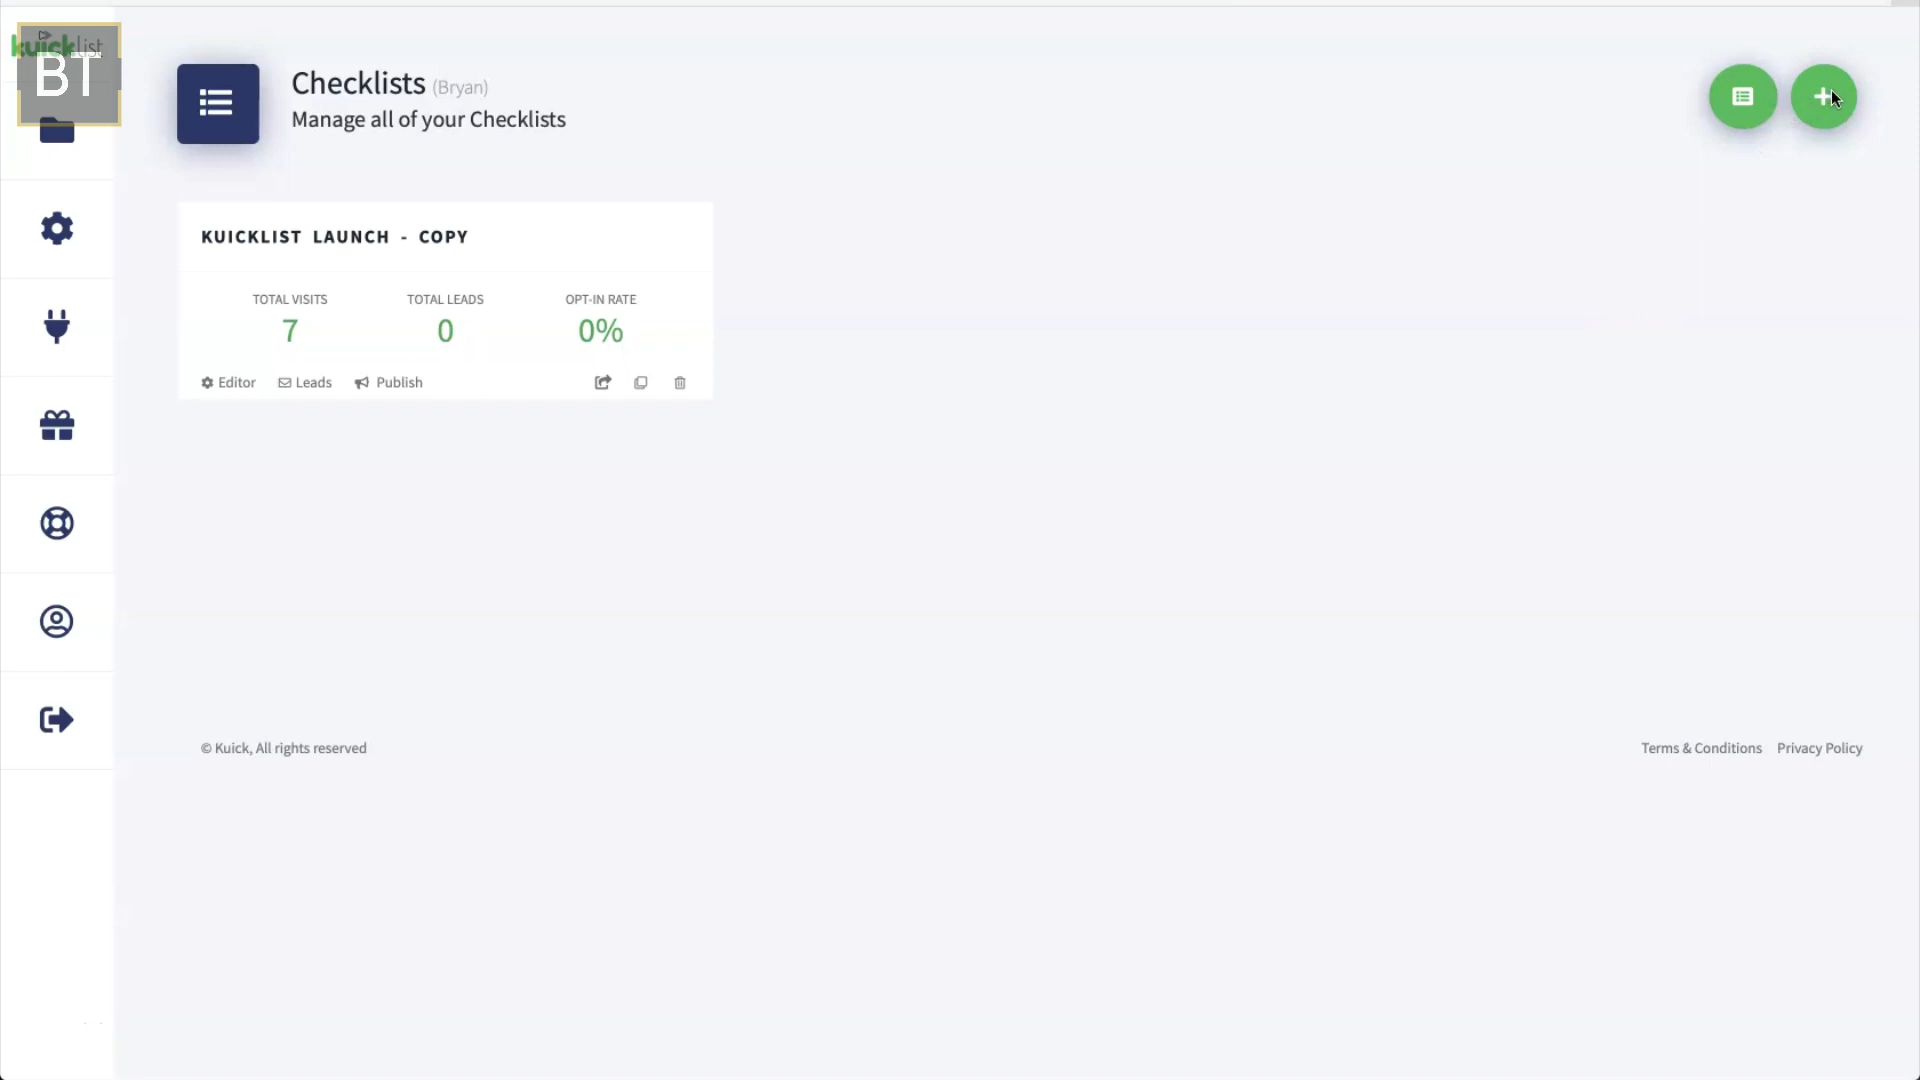 kuicklist
BT
Checklists (Bryan)
Manage all of your Checklists
KUICKLIST LAUNCH - COPY
TOTAL VISITS TOTAL LEADS OPT-IN RATE
7 0 0%
Editor Leads Publish
© Kuick, All rights reserved Terms & Conditions Privacy Policy